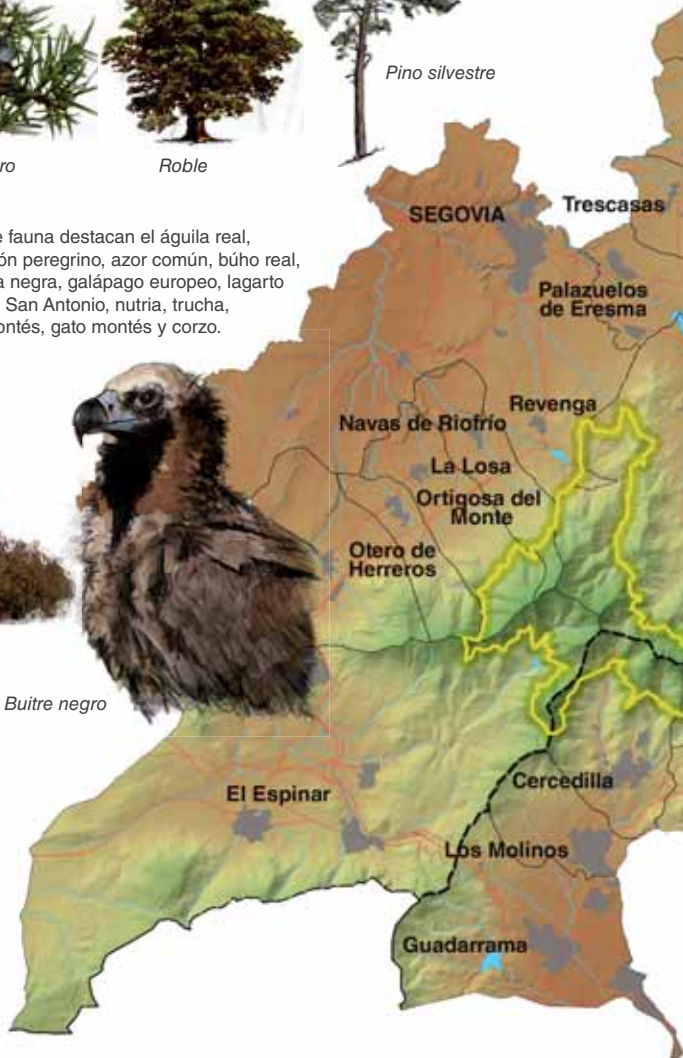 Pino silvestre
ro
Roble
e fauna destacan el águila real,
ón peregrino, azor común, búho real,
a negra, galápago europeo, lagarto
San Antonio, nutria, trucha,
ontés, gato montés y corzo.
SEGOVIA
Trescasas
Palazuelos
de Eresma
Revenga
Navas de Riofrío
La Losa
Ortigosa del
Monte
Otero de
Herreros
Buitre negro
El Espinar
Cercedilla
Los Molinos
Guadarrama